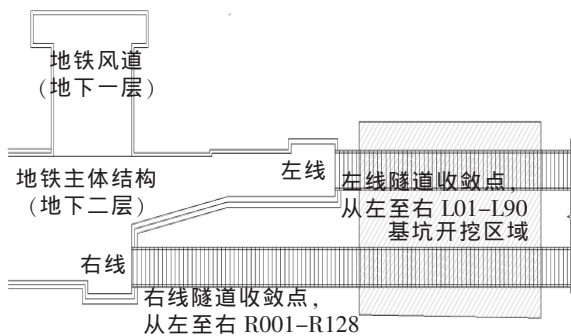 地铁风道
(地下一层)
地铁主体结构
(地下二层)
左线
左线隧道收敛点，
从左至右 L01–L90
基坑开挖区域
右线
右线隧道收敛点，
从左至右 R001–R128